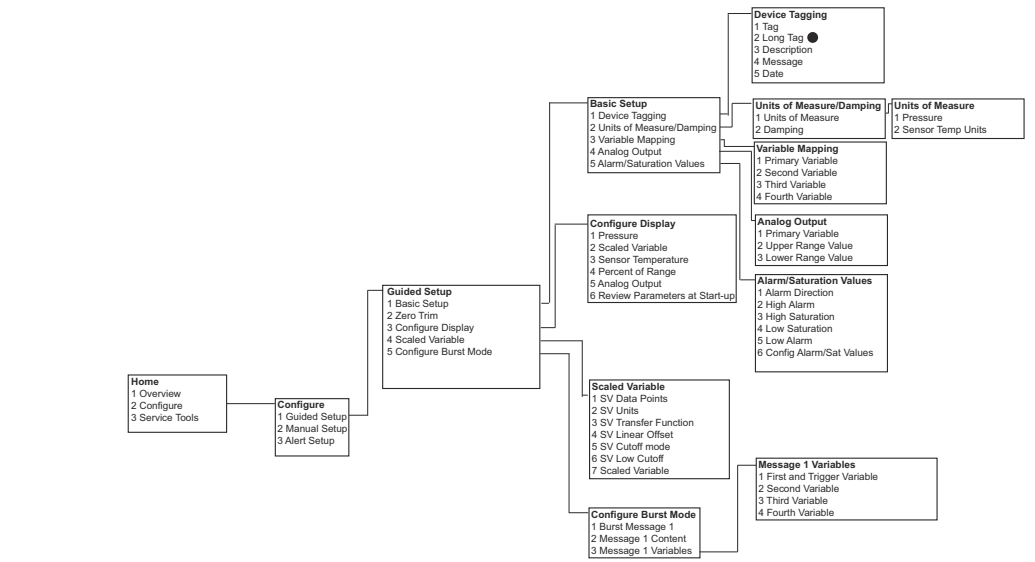 Home
1 Overview
2 Configure
3 Service Tools
Configure
1 Guided Setup
2 Manual Setup
3 Alert Setup
Guided Setup
1 Basic Setup
2 Zero Trim
3 Configure Display
4 Scaled Variable
5 Configure Burst Mode
Basic Setup
1 Device Tagging
2 Units of Measure/Damping
3 Variable Mapping
4 Analog Output
5 Alarm/Saturation Values
Device Tagging
1 Tag
2 Long Tag
3 Description
4 Message
5 Date
Units of Measure/Damping
1 Units of Measure
2 Damping
Units of Measure
1 Pressure
2 Sensor Temp Units
Variable Mapping
1 Primary Variable
2 Second Variable
3 Third Variable
4 Fourth Variable
Analog Output
1 Primary Variable
2 Upper Range Value
3 Lower Range Value
Alarm/Saturation Values
1 Alarm Direction
2 High Alarm
3 High Saturation
4 Low Saturation
5 Low Alarm
6 Config Alarm/Sat Values
Configure Display
1 Pressure
2 Scaled Variable
3 Sensor Temperature
4 Percent of Range
5 Analog Output
6 Review Parameters at Start-up
Scaled Variable
1 SV Data Points
2 SV Units
3 SV Transfer Function
4 SV Linear Offset
5 SV Cutoff mode
6 SV Low Cutoff
7 Scaled Variable
Configure Burst Mode
1 Burst Message 1
2 Message 1 Content
3 Message 1 Variables
Message 1 Variables
1 First and Trigger Variable
2 Second Variable
3 Third Variable
4 Fourth Variable